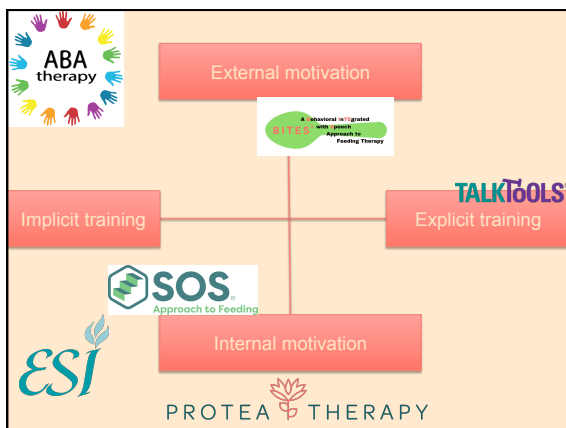 ABA
therapy
External motivation
A Behavioral inTEgrated
with Speech
Approach to
Feeding Therapy
BITES
Implicit training
TALKTOOLS
Explicit training
SOS®
Approach to Feeding
Internal motivation
ESI
PROTEA THERAPY